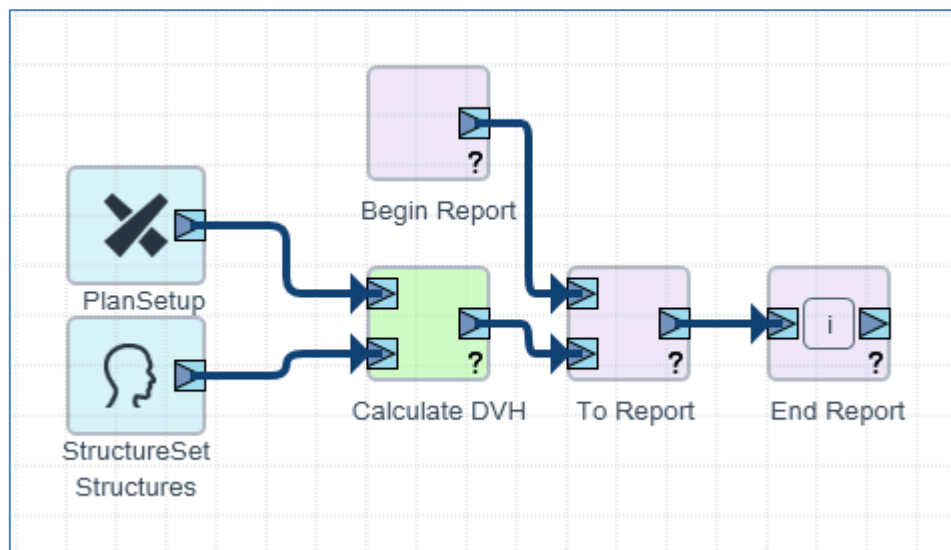 ?
Begin Report
PlanSetup
i
?
?
?
Calculate DVH
To Report
End Report
StructureSet
Structures